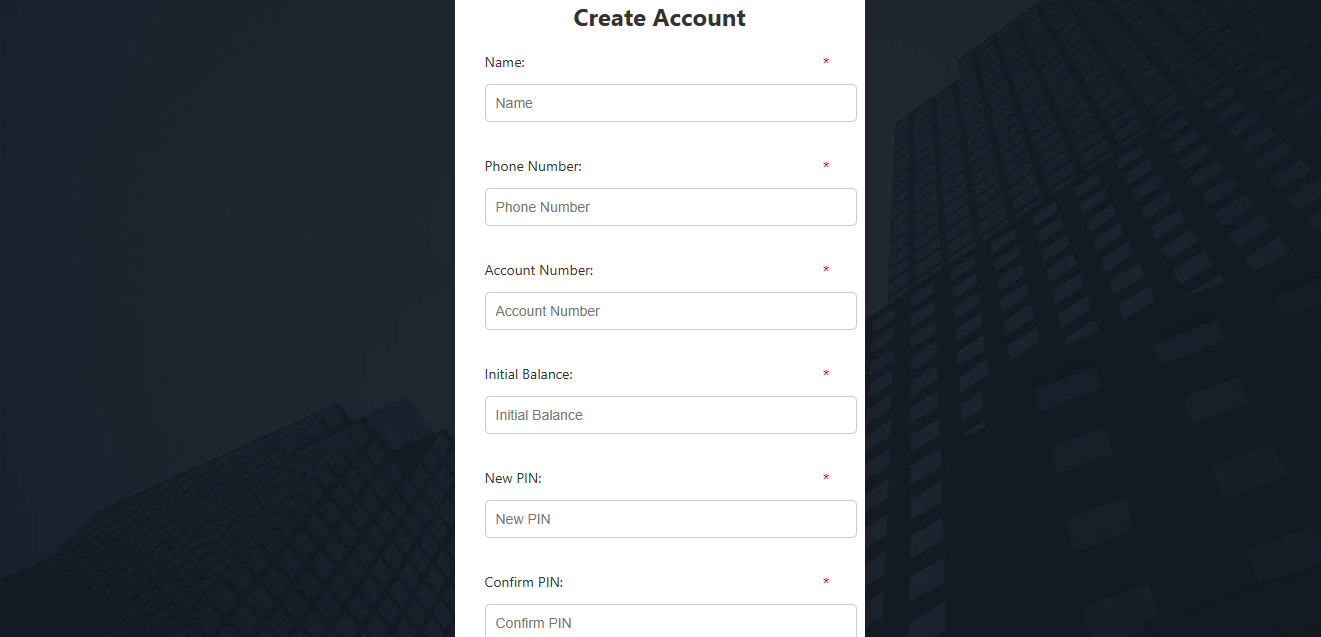 Create Account
Name: *
Name
Phone Number: *
Phone Number
Account Number: *
Account Number
Initial Balance: *
Initial Balance
New PIN: *
New PIN
Confirm PIN: *
Confirm PIN